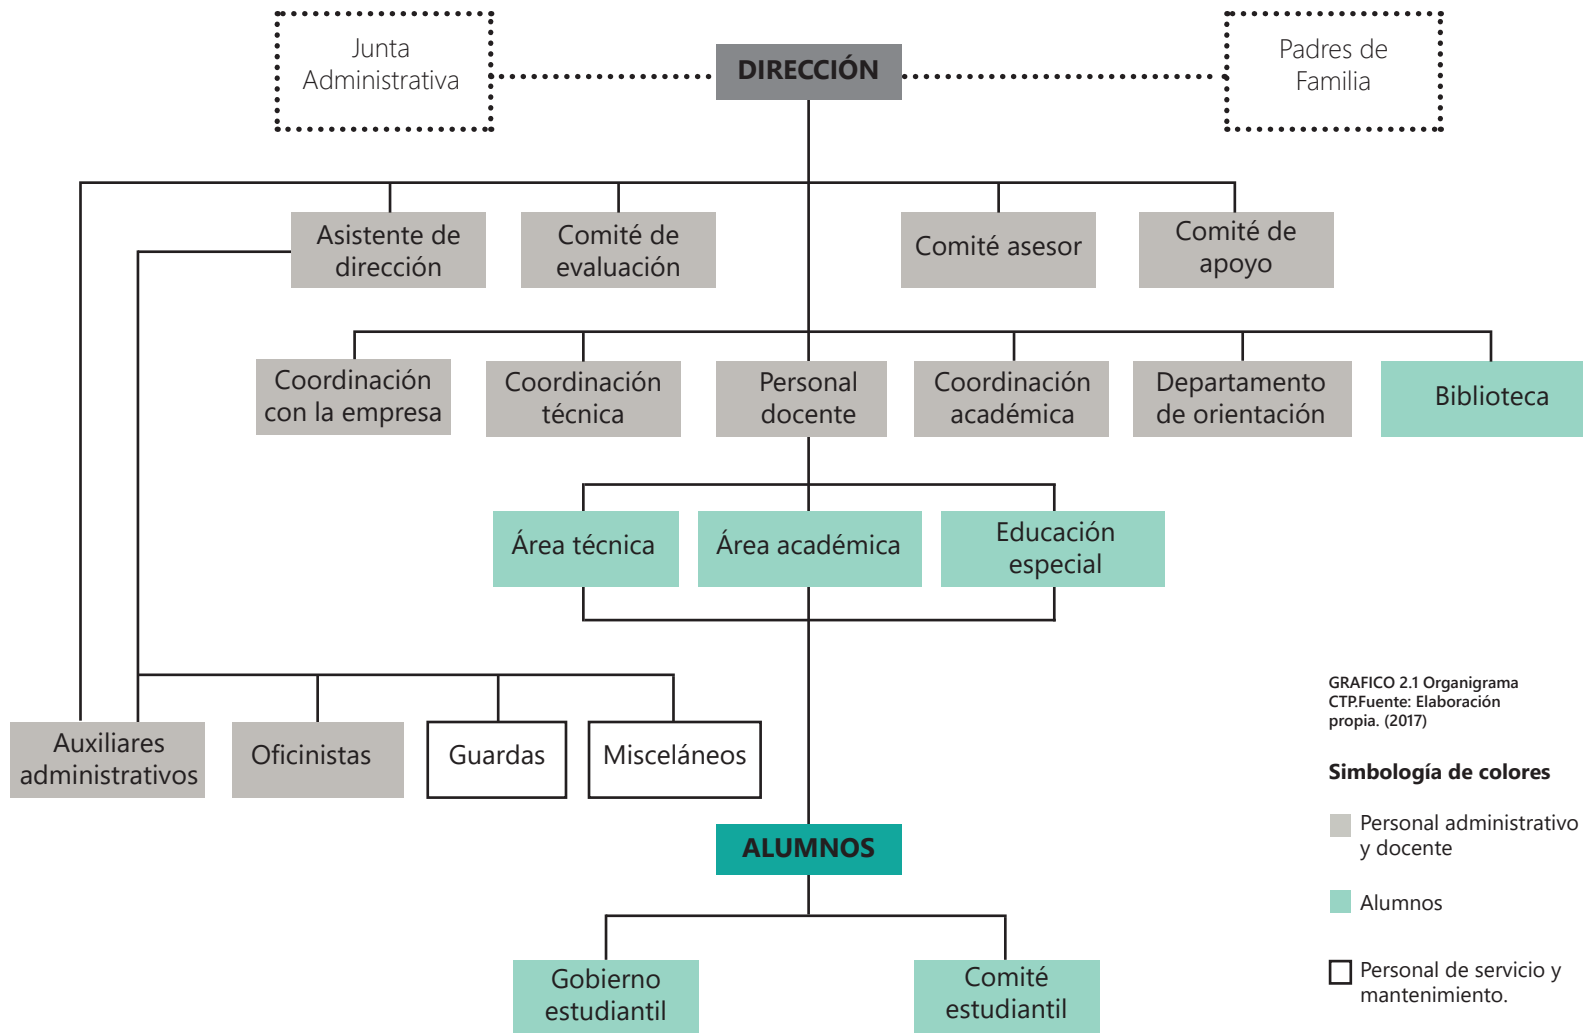 Junta
Administrativa
DIRECCIÓN
Padres de
Familia
Asistente de
dirección
Comité de
evaluación
Comité asesor
Comité de
apoyo
Coordinación
con la empresa
Coordinación
técnica
Personal
docente
Coordinación
académica
Departamento
de orientación
Biblioteca
Área técnica
Área académica
Educación
especial
Auxiliares
administrativos
Oficinistas
Guardas
Misceláneos
ALUMNOS
Gobierno
estudiantil
Comité
estudiantil
GRAFICO 2.1 Organigrama
CTP.Fuente: Elaboración
propia. (2017)
Simbología de colores
Personal administrativo
y docente
Alumnos
Personal de servicio y
mantenimiento.